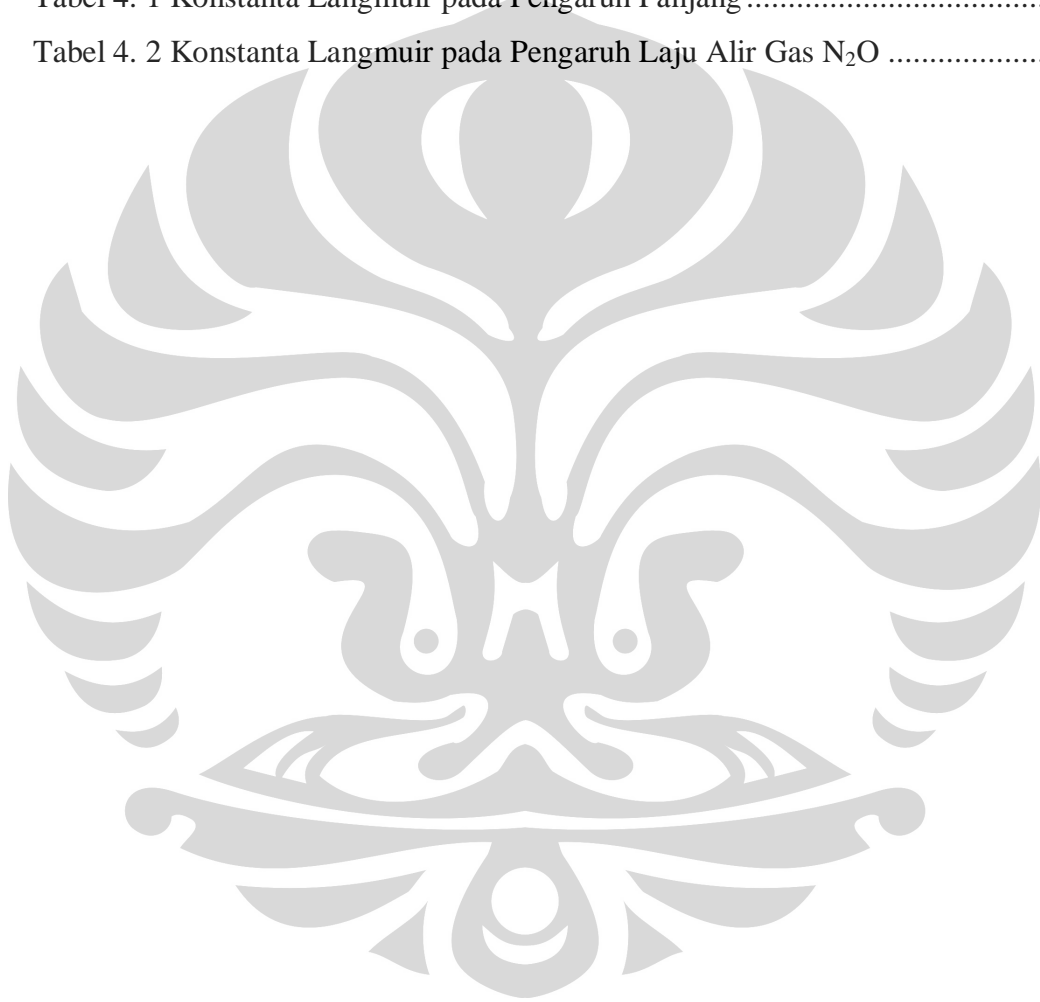 Tabel 4. 1 Konstanta Langmuir pada Pengaruh Panjang................................
Tabel 4. 2 Konstanta Langmuir pada Pengaruh Laju Alir Gas N₂O ...................